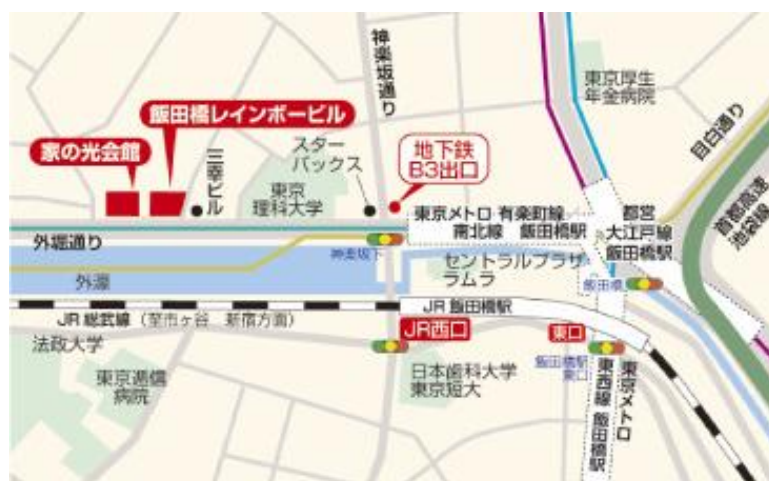 神楽坂通り
東京厚生
年金病院
目白通り
首都高速
池袋線
飯田橋レインボービル
家の光会館
三幸ビル
スター
バックス
地下鉄
B3出口
東京
理科大学
東京メトロ 有楽町線
南北線 飯田橋駅
都営
大江戸線
飯田橋駅
外堀通り
神楽坂下
セントラルプラザ
ラムラ
飯田橋
外濠
JR 飯田橋駅
JR 総武線（至市ヶ谷 新宿方面）
JR西口
東口
法政大学
東京逓信
病院
日本歯科大学
東京短大
飯田橋駅
東口
東京メトロ
東西線 飯田橋駅